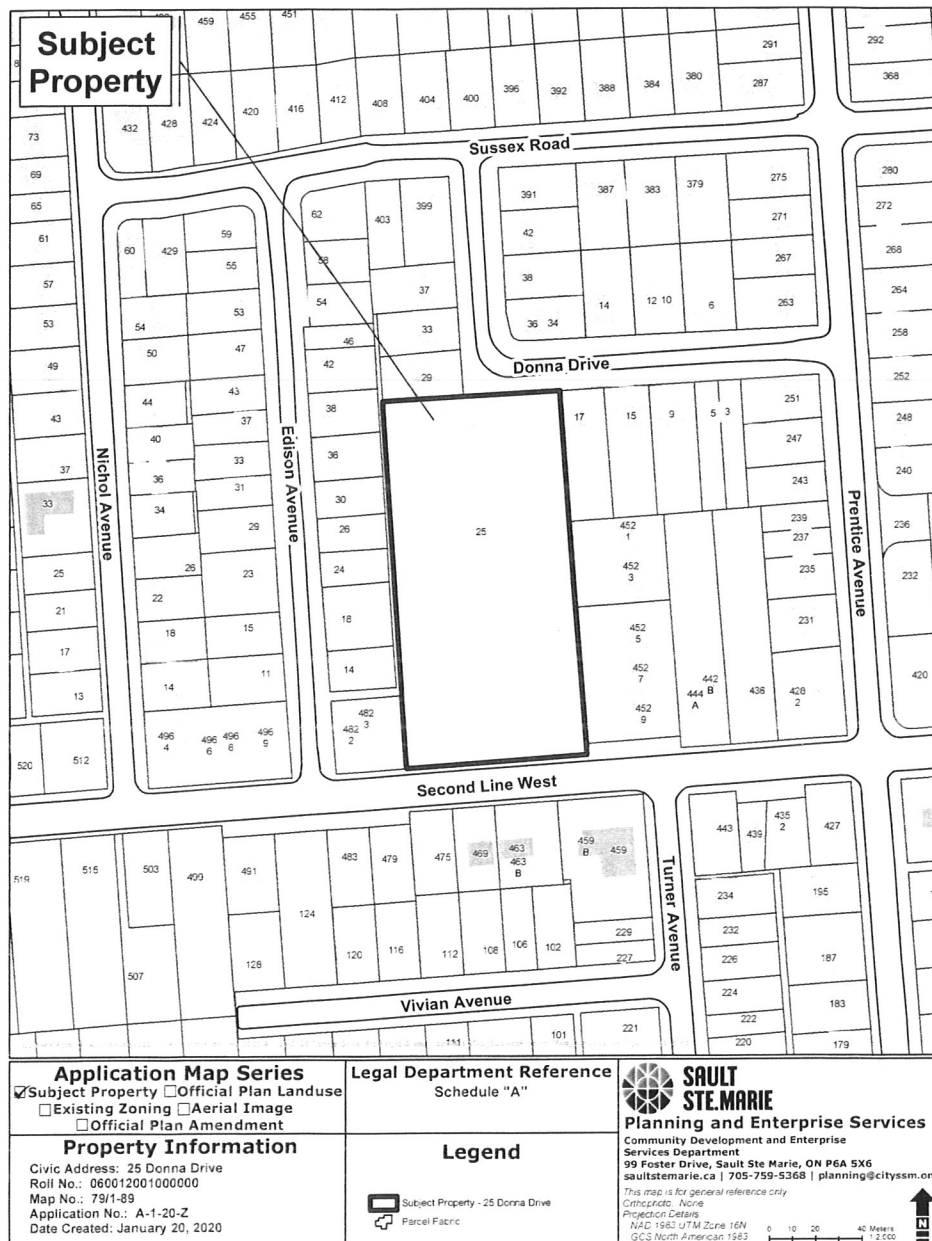 459 455 451
Subject
Property
291 292
287 368
432 428 424 420 416 412 408 404 400 396 392 388 384 380
73
69
65
61
57
53
49
43
37
33
25
21
17
13
520 512
Sussex Road
60 429 59
55
54 53
50 47
44 43
40 37
36 33
34 31
29
26 23
22
18 15
14 11
496 4
496 6
496 8
496 9
Nichol Avenue
Edison Avenue
62 403 399
58
54 37
46 33
42 29
38
36
30
26
24
18
14
482 3
482 2
25
391 387 383 379 275
42 271
38 267
36 34 14 12 10 6 263
Donna Drive
17 15 9 5 3 251
247
243
239
237
235
231
452 1
452 3
452 5
452 7
452 9
444 A
442 B
436
428 2
Prentice Avenue
280
272
268
264
258
252
248
240
236
232
420
Second Line West
519 515 503 499 491 483 479 475 469 463 459 B 459
463 B
507 128 124 120 116 112 108 106 102
229
227
Turner Avenue
443 439 435 2 427
234 195
232
226 187
224
222 183
220 179
Vivian Avenue
101 221
Application Map Series
Subject Property Official Plan Landuse
Existing Zoning Aerial Image
Official Plan Amendment
Property Information
Civic Address: 25 Donna Drive
Roll No.: 060012001000000
Map No.: 79/1-89
Application No.: A-1-20-Z
Date Created: January 20, 2020
Legal Department Reference
Schedule "A"
Legend
Subject Property - 25 Donna Drive
Parcel Fabric
SAULT
STE.MARIE
Planning and Enterprise Services
Community Development and Enterprise
Services Department
99 Foster Drive, Sault Ste Marie, ON P6A 5X6
saultstemarie.ca | 705-759-5368 | planning@cityssm.on
This map is for general reference only
Orthophoto: None
Projection Details
NAD 1983 UTM Zone 16N
GCS North American 1983
0 10 20 40 Meters
1:2,000
N